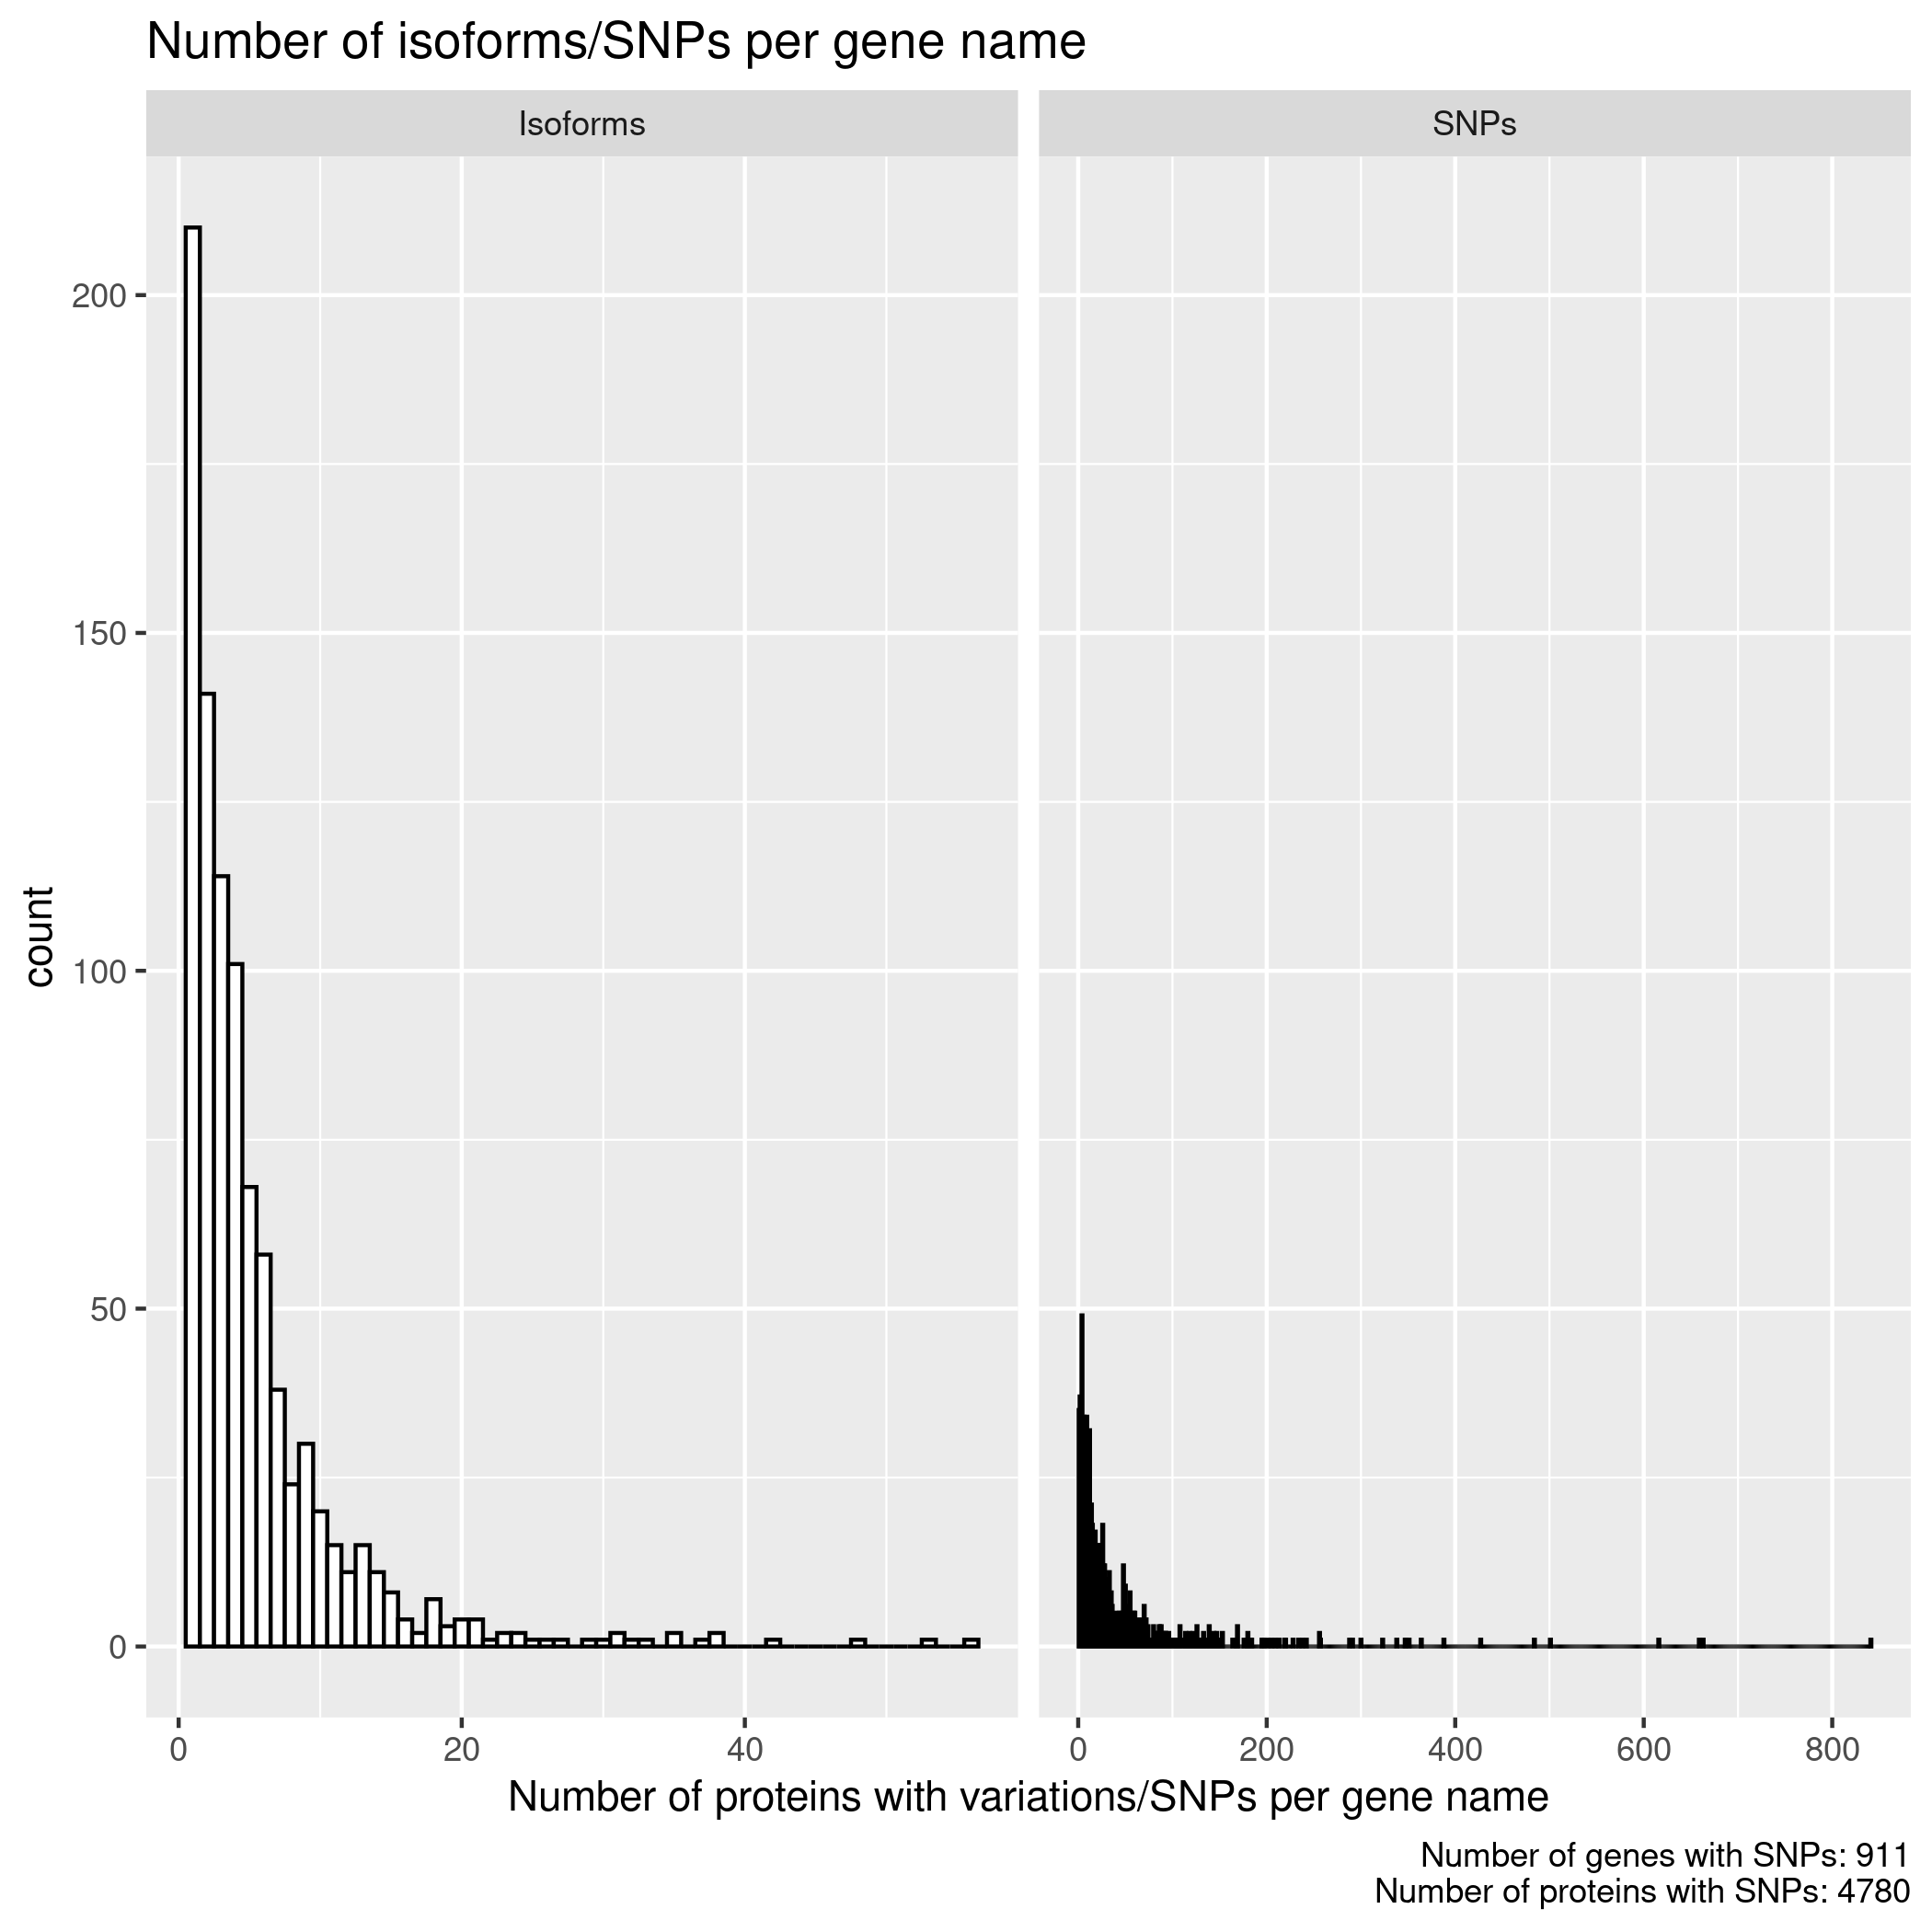 Number of isoforms/SNPs per gene name
Isoforms
SNPs
count
200
150
100
50
0
0 20 40
0 200 400 600 800
Number of proteins with variations/SNPs per gene name
Number of genes with SNPs: 911
Number of proteins with SNPs: 4780